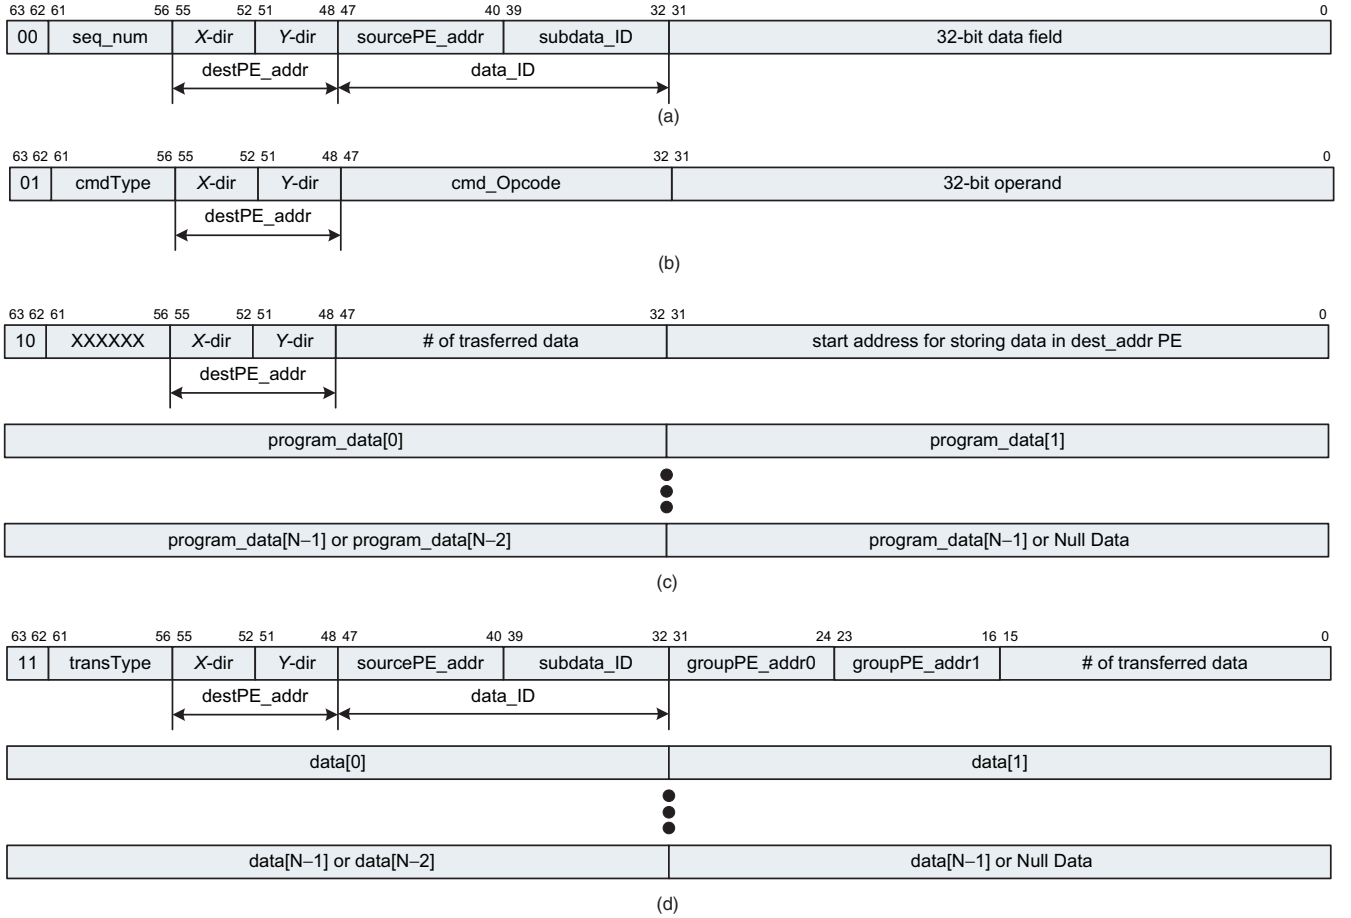 63 62 61 56 55 52 51 48 47 40 39 32 31 0
00 seq_num X-dir Y-dir sourcePE_addr subdata_ID 32-bit data field
destPE_addr data_ID
(a)
63 62 61 56 55 52 51 48 47 32 31 0
01 cmdType X-dir Y-dir cmd_Opcode 32-bit operand
destPE_addr
(b)
63 62 61 56 55 52 51 48 47 32 31 0
10 XXXXXX X-dir Y-dir # of trasferred data start address for storing data in dest_addr PE
destPE_addr
program_data[0] program_data[1]
program_data[N−1] or program_data[N−2] program_data[N−1] or Null Data
(c)
63 62 61 56 55 52 51 48 47 40 39 32 31 24 23 16 15 0
11 transType X-dir Y-dir sourcePE_addr subdata_ID groupPE_addr0 groupPE_addr1 # of transferred data
destPE_addr data_ID
data[0] data[1]
data[N−1] or data[N−2] data[N−1] or Null Data
(d)